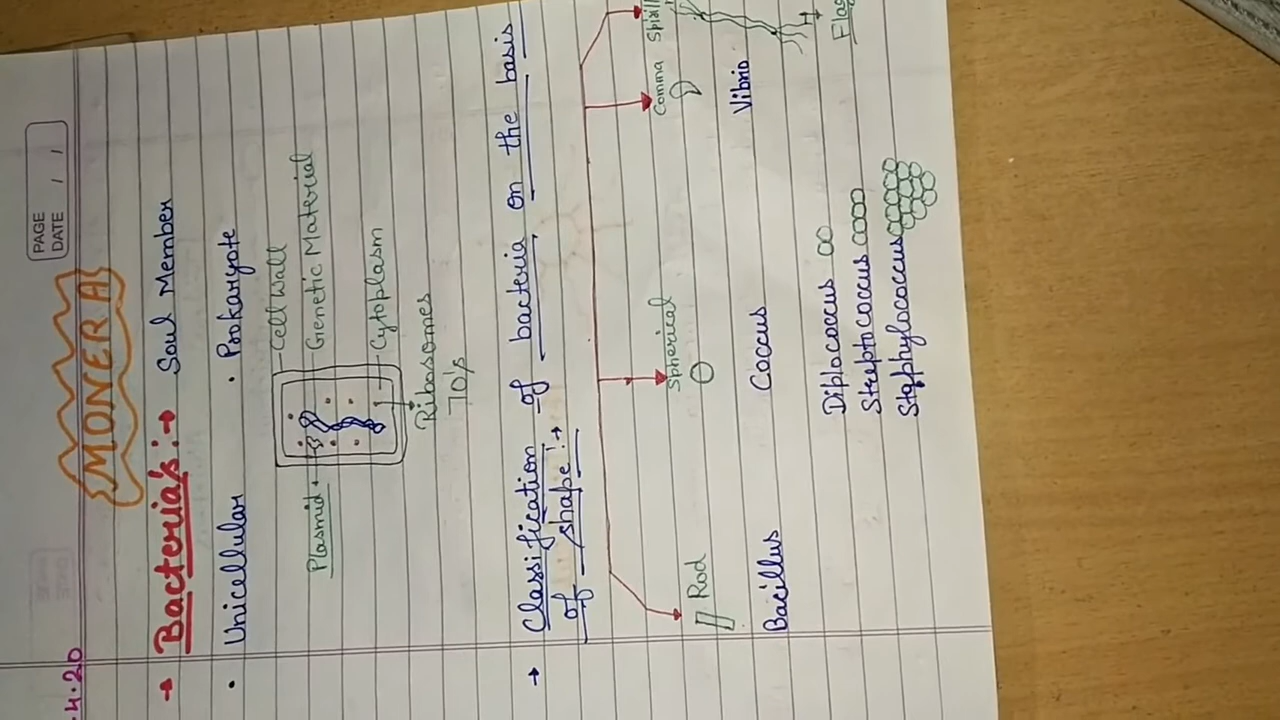 PAGE
DATE / /
4.20
MONERA
→ Bacteria's :→ Soul Member
• Unicellular • Prokaryote
Cell wall
Genetic Material
Plasmid
Cytoplasm
Ribosomes
70's
→ Classification of bacteria on the basis
of shape :→
Rod Spherical Comma
Bacillus Coccus Vibrio
Diplococcus
Streptococcus
Staphylococcus